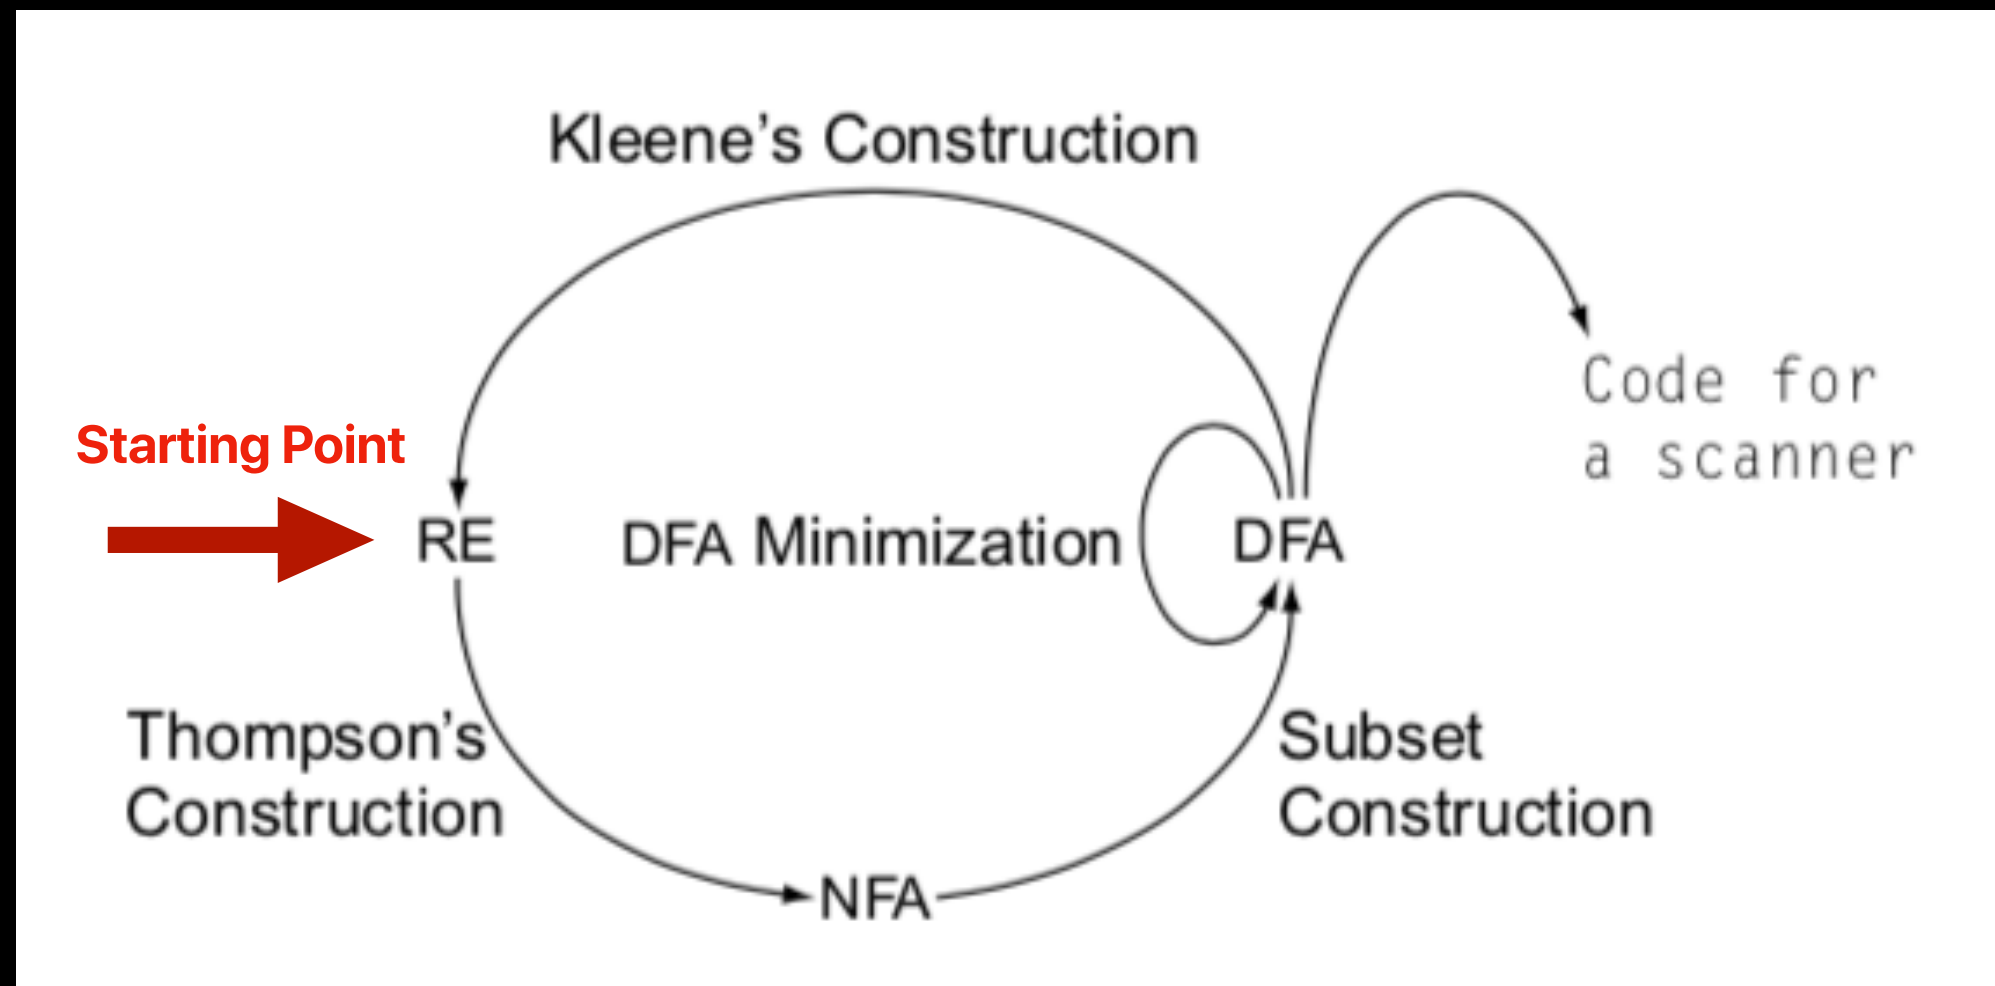 Kleene's Construction
Code for
a scanner
Starting Point
RE
DFA Minimization
DFA
Thompson's
Construction
Subset
Construction
NFA